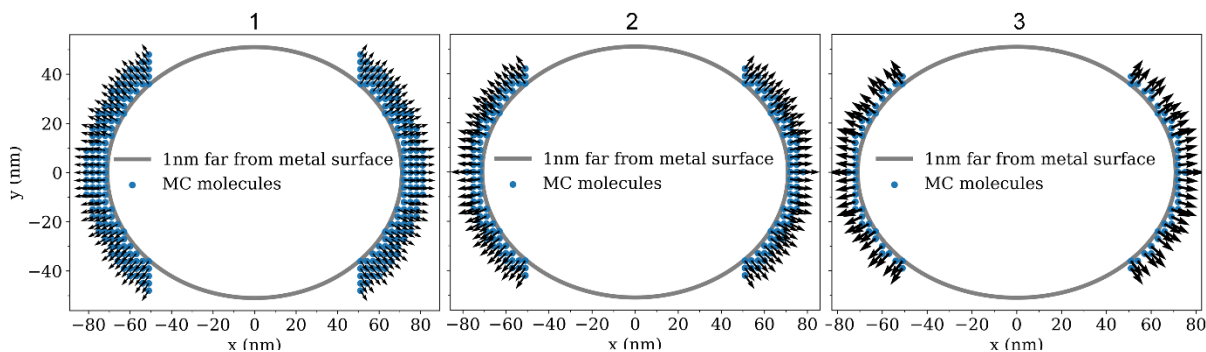 1
2
3
y (nm)
40
20
0
−20
−40
1nm far from metal surface
MC molecules
1nm far from metal surface
MC molecules
1nm far from metal surface
MC molecules
−80 −60 −40 −20 0 20 40 60 80
−80 −60 −40 −20 0 20 40 60 80
−80 −60 −40 −20 0 20 40 60 80
x (nm)
x (nm)
x (nm)